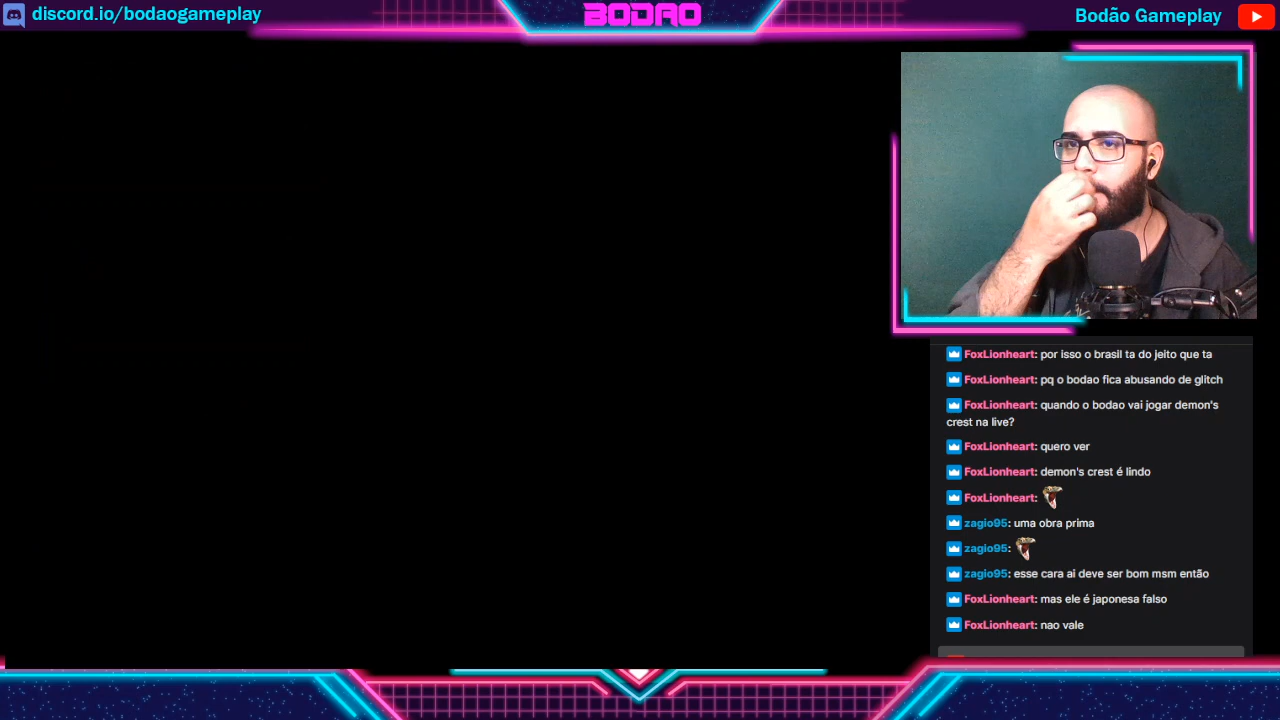 discord.io/bodaogameplay
BODAO
Bodão Gameplay
FoxLionheart: por isso o brasil ta do jeito que ta
FoxLionheart: pq o bodao fica abusando de glitch
FoxLionheart: quando o bodao vai jogar demon's
crest na live?
FoxLionheart: quero ver
FoxLionheart: demon's crest é lindo
FoxLionheart:
zagio95: uma obra prima
zagio95:
zagio95: esse cara ai deve ser bom msm então
FoxLionheart: mas ele é japonesa falso
FoxLionheart: nao vale